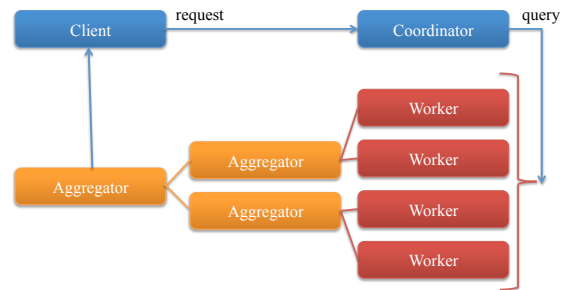 request
query
Client
Coordinator
Worker
Aggregator
Worker
Aggregator
Aggregator
Worker
Worker